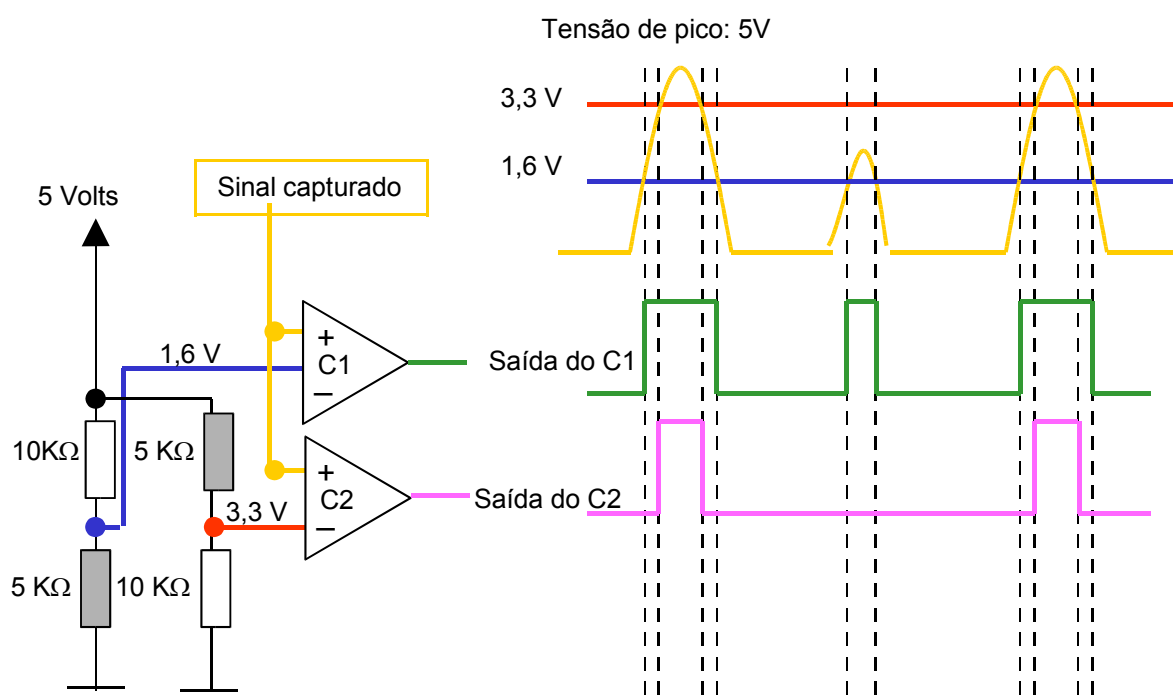 Tensão de pico: 5V
3,3 V
1,6 V
Sinal capturado
5 Volts
+
C1
−
1,6 V
Saída do C1
10KΩ
5 KΩ
+
C2
−
3,3 V
Saída do C2
5 KΩ
10 KΩ